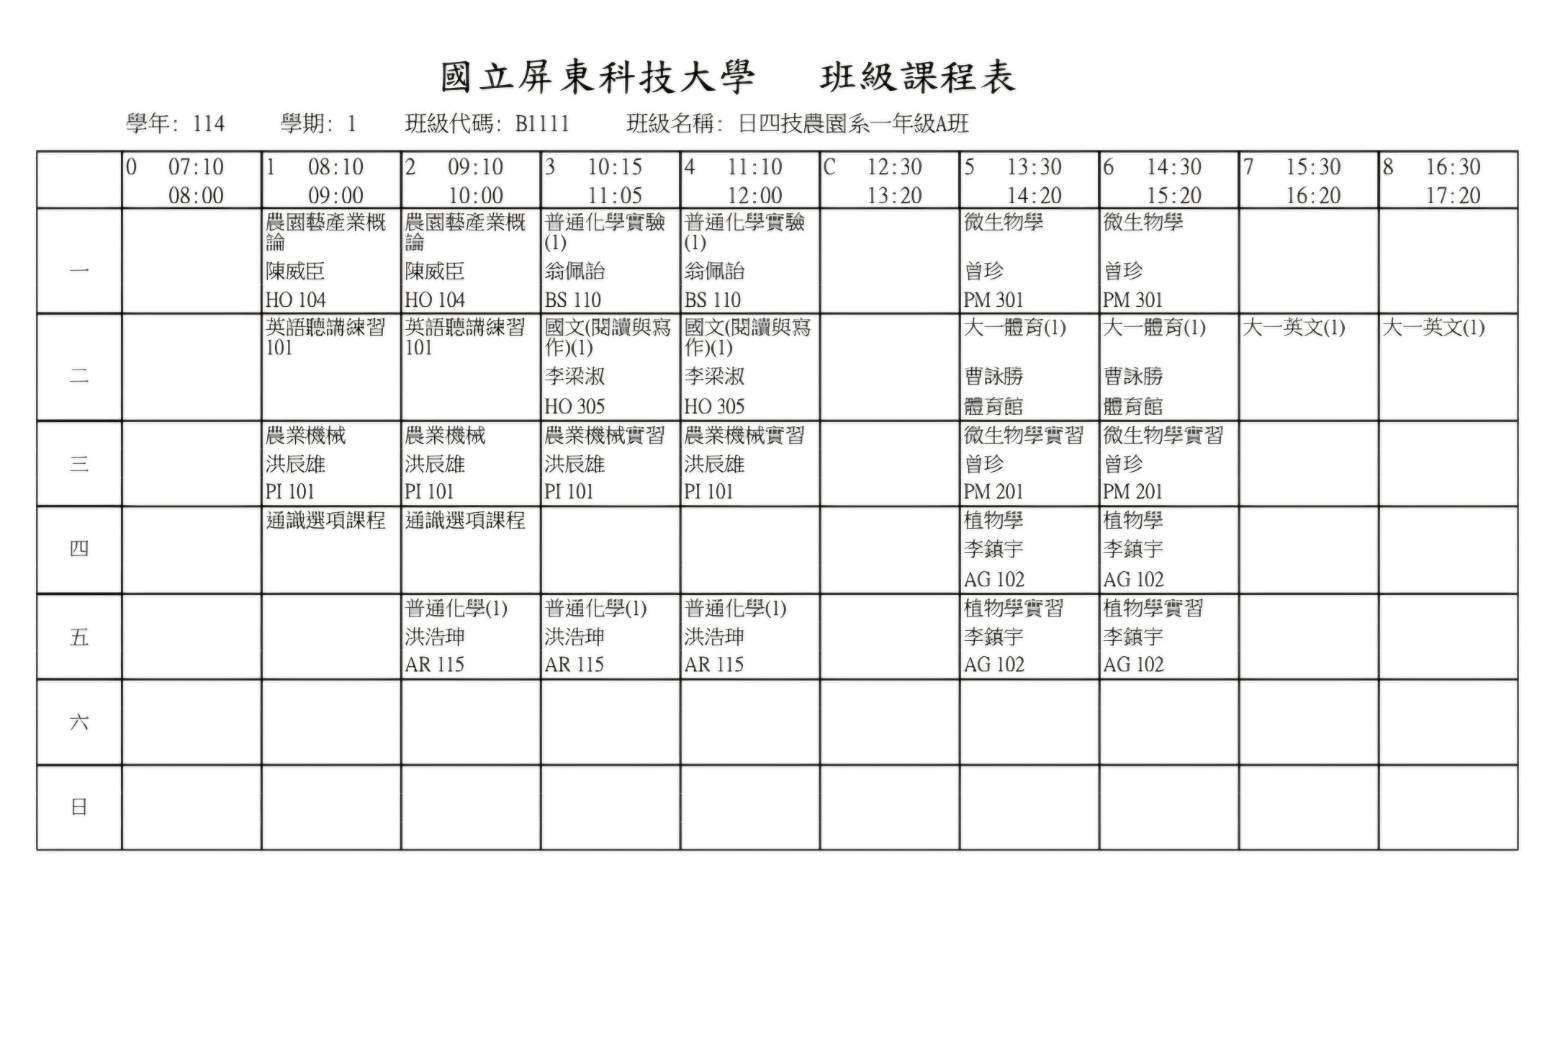 國立屏東科技大學 班級課程表
學年: 114 學期: 1 班級代碼: B1111 班級名稱: 日四技農園系一年級A班
0 07:10 1 08:10 2 09:10 3 10:15 4 11:10 C 12:30 5 13:30 6 14:30 7 15:30 8 16:30
08:00 09:00 10:00 11:05 12:00 13:20 14:20 15:20 16:20 17:20
農園藝產業概 農園藝產業概 普通化學實驗 普通化學實驗 微生物學 微生物學
論 論 (1) (1)
一 陳威臣 陳威臣 翁佩詒 翁佩詒 曾珍 曾珍
HO 104 HO 104 BS 110 BS 110 PM 301 PM 301
英語聽講練習 英語聽講練習 國文(閱讀與寫 國文(閱讀與寫 大一體育(1) 大一體育(1) 大一英文(1) 大一英文(1)
101 101 作)(1) 作)(1)
二 李梁淑 李梁淑 曹詠勝 曹詠勝
HO 305 HO 305 體育館 體育館
農業機械 農業機械 農業機械實習 農業機械實習 微生物學實習 微生物學實習
三 洪辰雄 洪辰雄 洪辰雄 洪辰雄 曾珍 曾珍
PI 101 PI 101 PI 101 PI 101 PM 201 PM 201
通識選項課程 通識選項課程 植物學 植物學
四 李鎮宇 李鎮宇
AG 102 AG 102
普通化學(1) 普通化學(1) 普通化學(1) 植物學實習 植物學實習
五 洪浩珅 洪浩珅 洪浩珅 李鎮宇 李鎮宇
AR 115 AR 115 AR 115 AG 102 AG 102
六
日